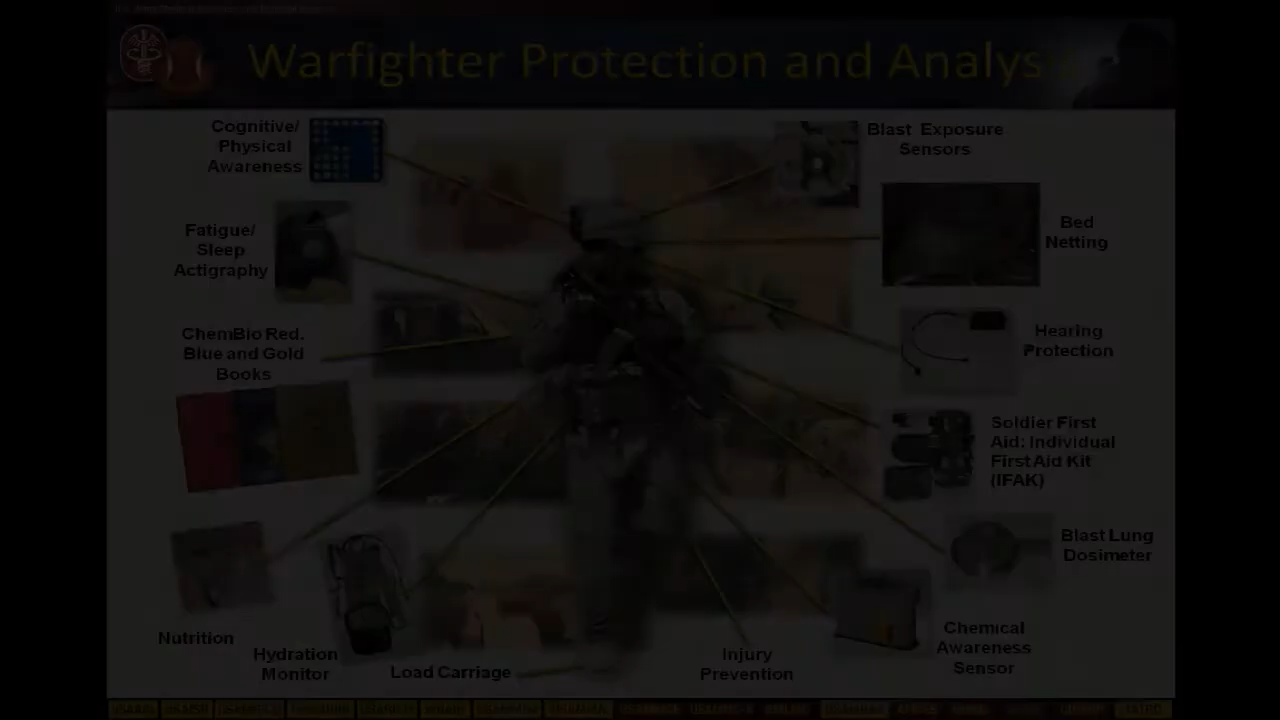 Warfighter Protection and Analysis
Cognitive/
Physical
Awareness
Blast Exposure
Sensors
Fatigue/
Sleep
Actigraphy
Bed
Netting
ChemBio Red.
Blue and Gold
Books
Hearing
Protection
Soldier First
Aid: Individual
First Aid Kit
(IFAK)
Blast Lung
Dosimeter
Nutrition
Hydration
Monitor
Load Carriage
Injury
Prevention
Chemical
Awareness
Sensor